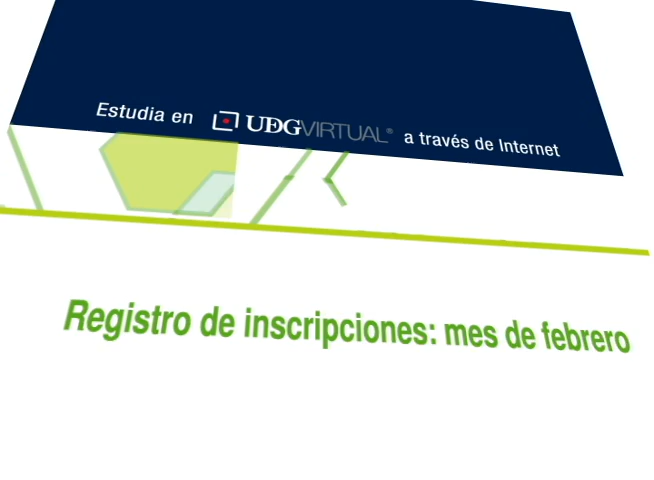 Estudia en UDGVIRTUAL® a través de Internet
Registro de inscripciones: mes de febrero